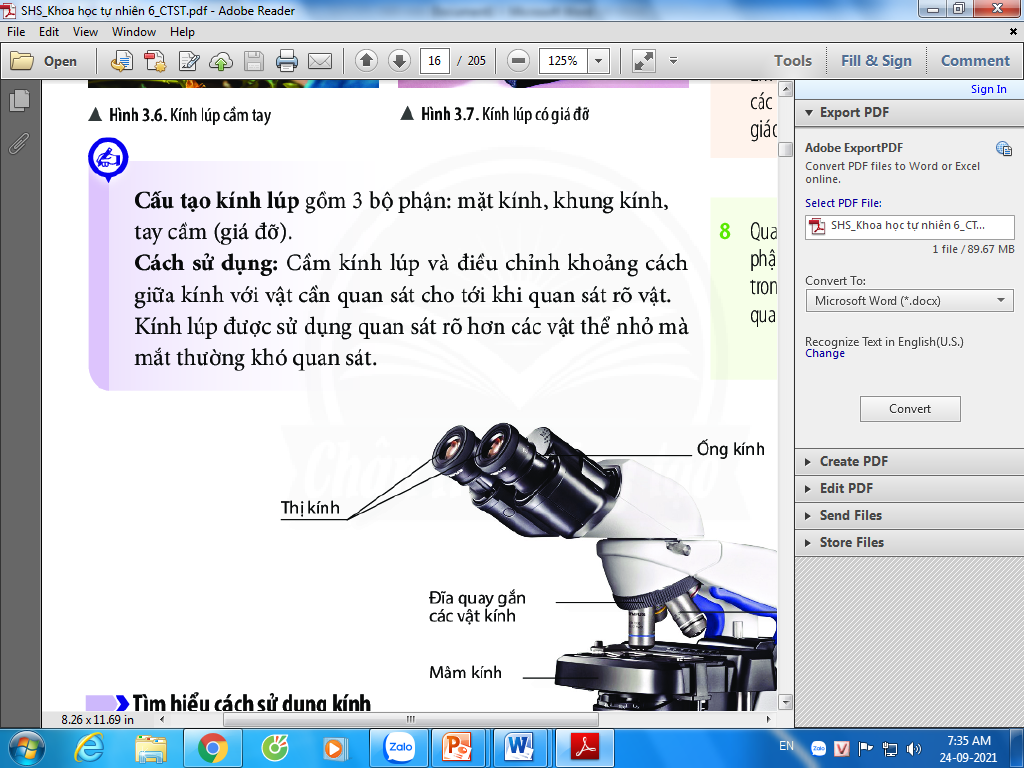 SHS_Khoa học tự nhiên 6_CTST.pdf - Adobe Reader
File Edit View Window Help
Open 16 / 205 125% Tools Fill & Sign Comment
Sign In
Hình 3.6. Kính lúp cầm tay
Hình 3.7. Kính lúp có giá đỡ
các
giác
Cấu tạo kính lúp gồm 3 bộ phận: mặt kính, khung kính,
tay cầm (giá đỡ).
Cách sử dụng: Cầm kính lúp và điều chỉnh khoảng cách
giữa kính với vật cần quan sát cho tới khi quan sát rõ vật.
Kính lúp được sử dụng quan sát rõ hơn các vật thể nhỏ mà
mắt thường khó quan sát.
8 Qua
phậ
tron
qua
Ống kính
Thị kính
Đĩa quay gắn
các vật kính
Mâm kính
Tìm hiểu cách sử dụng kính
8.26 x 11.69 in
Export PDF
Adobe ExportPDF
Convert PDF files to Word or Excel
online.
Select PDF File:
SHS_Khoa học tự nhiên 6_CT...
1 file / 89.67 MB
Convert To:
Microsoft Word (*.docx)
Recognize Text in English(U.S.)
Change
Convert
Create PDF
Edit PDF
Send Files
Store Files
Zalo
EN
7:35 AM
24-09-2021